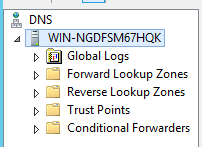 DNS
WIN-NGDFSM67HQK
Global Logs
Forward Lookup Zones
Reverse Lookup Zones
Trust Points
Conditional Forwarders